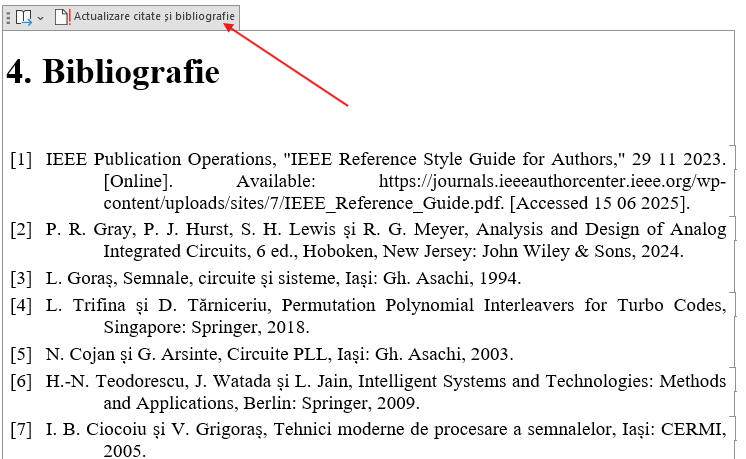 Actualizare citate și bibliografie
4. Bibliografie
[1] IEEE Publication Operations, "IEEE Reference Style Guide for Authors," 29 11 2023.
[Online]. Available: https://journals.ieeeauthorcenter.ieee.org/wp-
content/uploads/sites/7/IEEE_Reference_Guide.pdf. [Accessed 15 06 2025].
[2] P. R. Gray, P. J. Hurst, S. H. Lewis și R. G. Meyer, Analysis and Design of Analog
Integrated Circuits, 6 ed., Hoboken, New Jersey: John Wiley & Sons, 2024.
[3] L. Goraș, Semnale, circuite și sisteme, Iași: Gh. Asachi, 1994.
[4] L. Trifina și D. Tărniceriu, Permutation Polynomial Interleavers for Turbo Codes,
Singapore: Springer, 2018.
[5] N. Cojan și G. Arsinte, Circuite PLL, Iași: Gh. Asachi, 2003.
[6] H.-N. Teodorescu, J. Watada și L. Jain, Intelligent Systems and Technologies: Methods
and Applications, Berlin: Springer, 2009.
[7] I. B. Ciocoiu și V. Grigoraș, Tehnici moderne de procesare a semnalelor, Iași: CERMI,
2005.